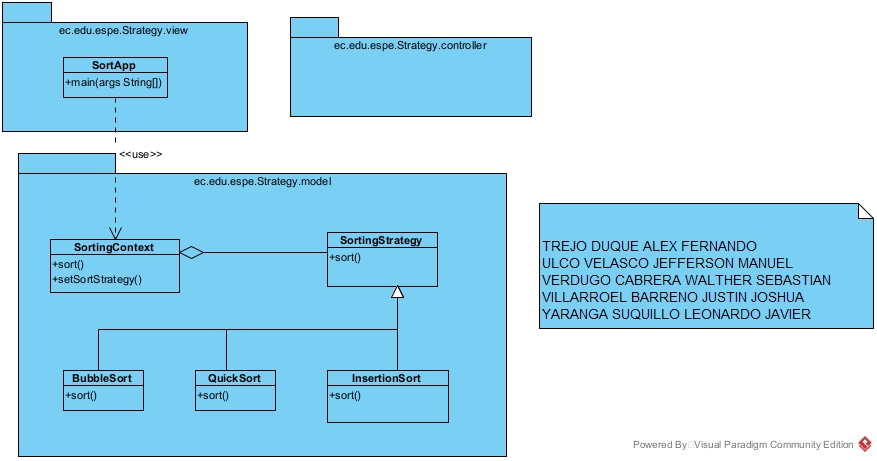 ec.edu.espe.Strategy.view
SortApp
+main(args String[])
ec.edu.espe.Strategy.controller
<<use>>
ec.edu.espe.Strategy.model
SortingContext
+sort()
+setSortStrategy()
SortingStrategy
+sort()
BubbleSort
+sort()
QuickSort
+sort()
InsertionSort
+sort()
TREJO DUQUE ALEX FERNANDO
ULCO VELASCO JEFFERSON MANUEL
VERDUGO CABRERA WALTHER SEBASTIAN
VILLARROEL BARRENO JUSTIN JOSHUA
YARANGA SUQUILLO LEONARDO JAVIER
Powered By Visual Paradigm Community Edition